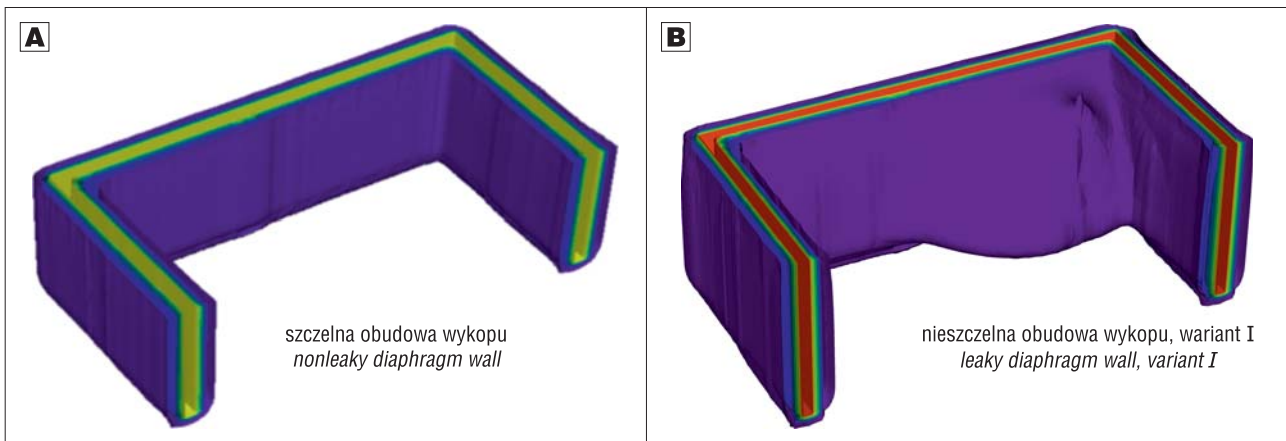 A
szczelna obudowa wykopu
nonleaky diaphragm wall
B
nieszczelna obudowa wykopu, wariant I
leaky diaphragm wall, variant I